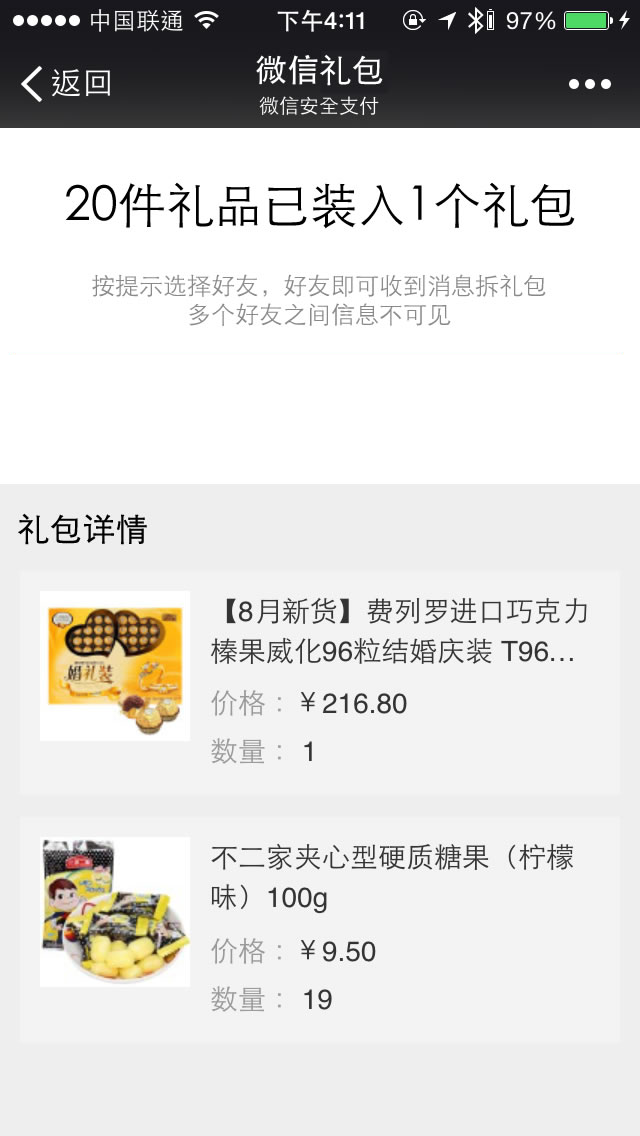 中国联通 下午4:11 97%
返回 微信礼包
微信安全支付
20件礼品已装入1个礼包
按提示选择好友，好友即可收到消息拆礼包
多个好友之间信息不可见
礼包详情
【8月新货】费列罗进口巧克力
榛果威化96粒结婚庆装 T96...
价格：￥216.80
数量：1
婚礼装
不二家夹心型硬质糖果（柠檬
味）100g
价格：￥9.50
数量：19